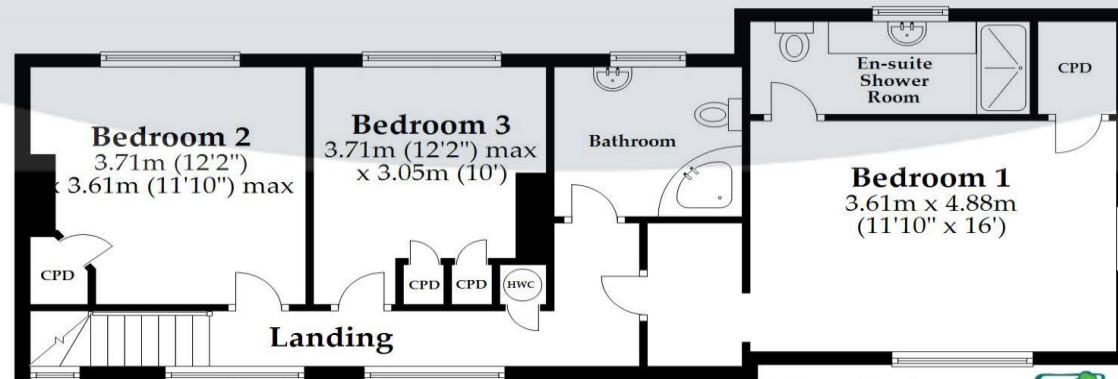 Bedroom 2
3.71m (12'2")
x 3.61m (11'10") max
CPD
Bedroom 3
3.71m (12'2") max
x 3.05m (10')
CPD
CPD
HWC
Landing
Bathroom
En-suite
Shower
Room
CPD
Bedroom 1
3.61m x 4.88m
(11'10" x 16')